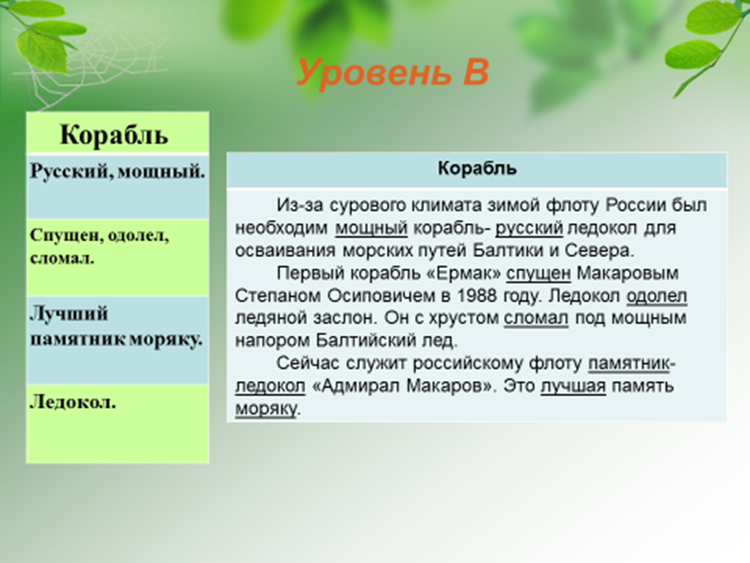 Уровень В
Корабль
Русский, мощный.
Спущен, одолел,
сломал.
Лучший
памятник моряку.
Ледокол.
Корабль
Из-за сурового климата зимой флоту России был
необходим мощный корабль- русский ледокол для
осваивания морских путей Балтики и Севера.
Первый корабль «Ермак» спущен Макаровым
Степаном Осиповичем в 1988 году. Ледокол одолел
ледяной заслон. Он с хрустом сломал под мощным
напором Балтийский лед.
Сейчас служит российскому флоту памятник-
ледокол «Адмирал Макаров». Это лучшая память
моряку.